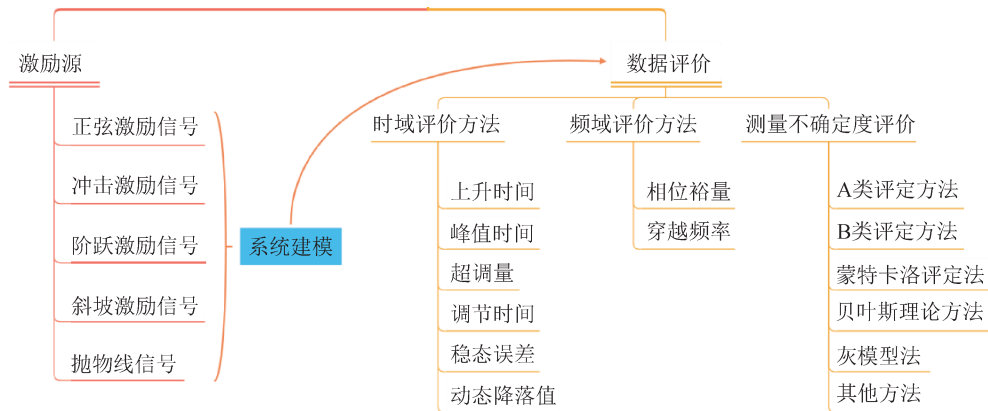 激励源
正弦激励信号
冲击激励信号
阶跃激励信号
斜坡激励信号
抛物线信号
系统建模
数据评价
时域评价方法
上升时间
峰值时间
超调量
调节时间
稳态误差
动态降落值
频域评价方法
相位裕量
穿越频率
测量不确定度评价
A类评定方法
B类评定方法
蒙特卡洛评定法
贝叶斯理论方法
灰模型法
其他方法